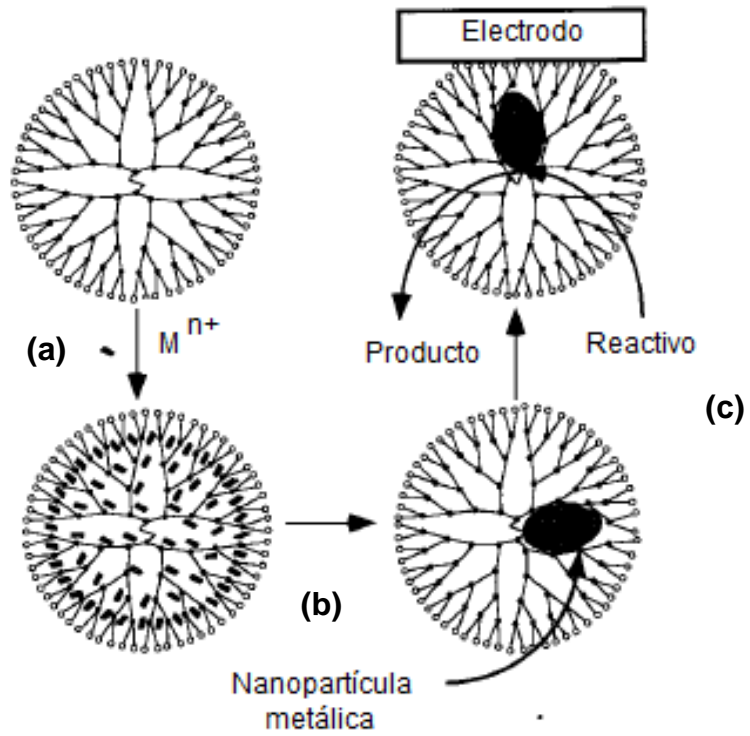 Electrodo
(a)
M n+
Producto
Reactivo
(c)
(b)
Nanopartícula
metálica